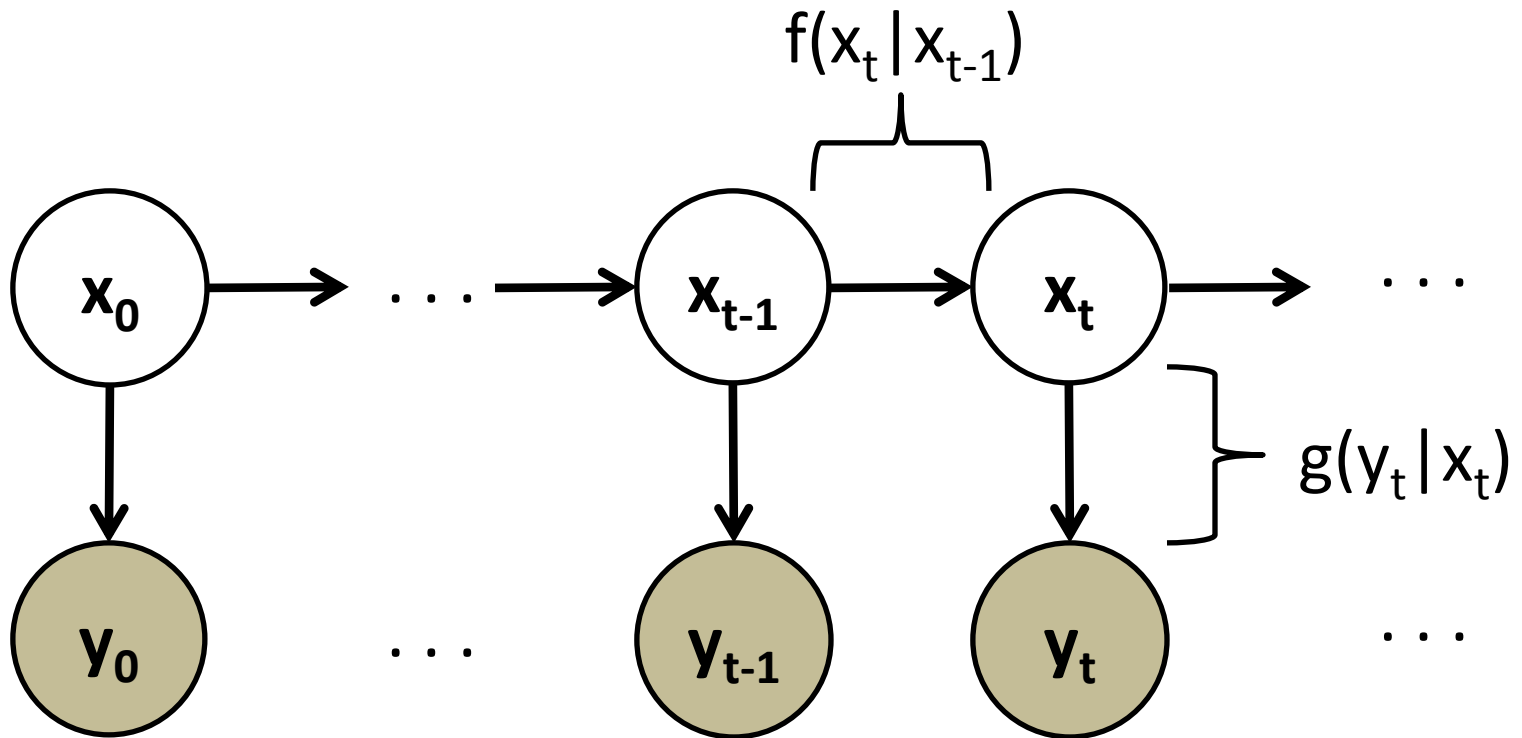 f(xₜ|xₜ₋₁)
x₀ . . . xₜ₋₁ xₜ . . .
g(yₜ|xₜ)
y₀ . . . yₜ₋₁ yₜ . . .